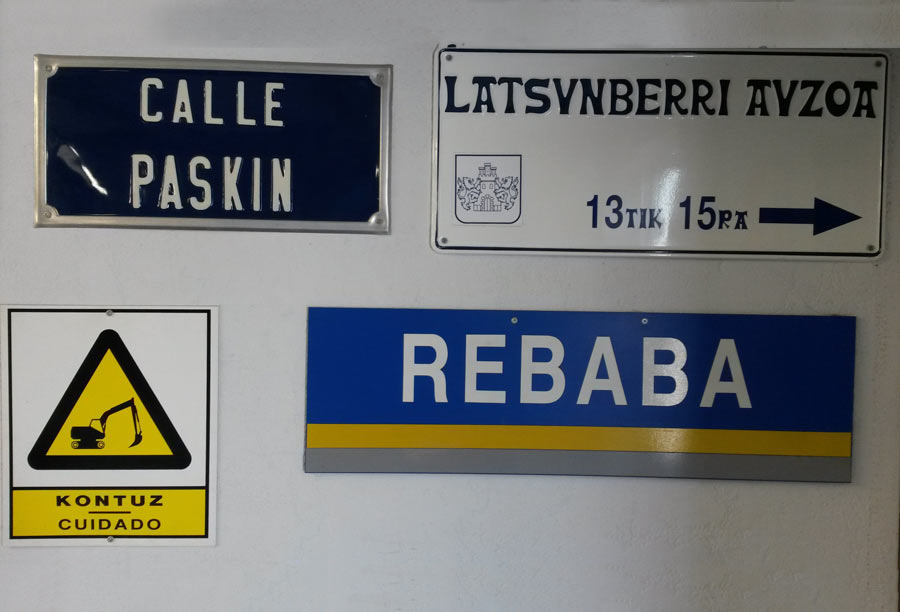 CALLE
PASKIN
LATSVNBERRI AVZOA
13TIK 15RA
KONTUZ
CUIDADO
REBABA